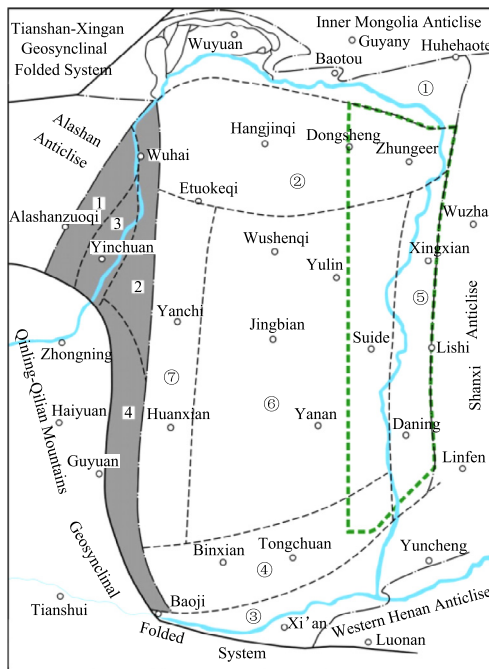 Tianshan-Xingan
Geosynclinal
Folded System
Inner Mongolia Anticlise
Wuyuan
Guyany
Huhehaote
Baotou
①
Alashan
Anticlise
Hangjinqi
Dongsheng
Zhungeer
Wuhai
②
Etuokeqi
1
3
Alashanzuoqi
Wuzha
Yinchuan
Wushenqi
Xingxian
2
Yulin
⑤
Yanchi
Jingbian
Suide
Lishi
Zhongning
⑦
Shanxi
Anticlise
Qinling-Qilian Mountains
4
Haiyuan
Huanxian
⑥
Yanan
Daning
Guyuan
Linfen
Geosynclinal
Binxian
Tongchuan
④
Yuncheng
Tianshui
Baoji
③
Western Henan Anticlise
Folded
Xi’an
System
Luonan